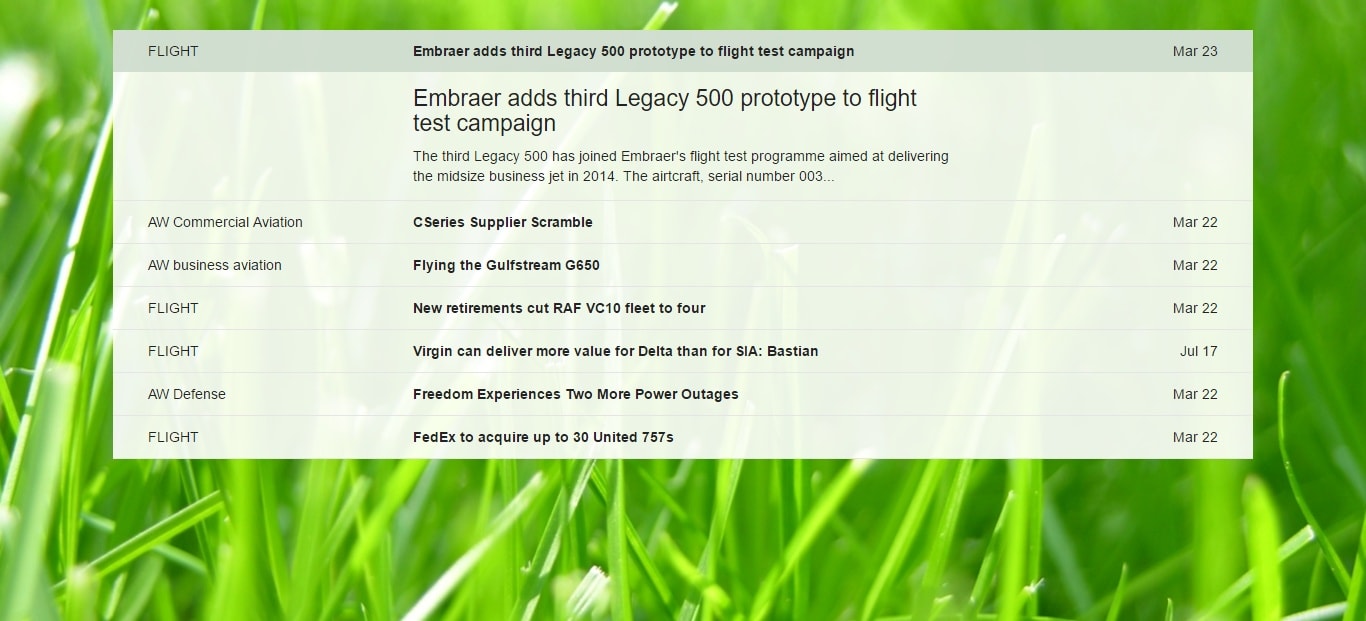 FLIGHT Embraer adds third Legacy 500 prototype to flight test campaign Mar 23
Embraer adds third Legacy 500 prototype to flight
test campaign
The third Legacy 500 has joined Embraer's flight test programme aimed at delivering
the midsize business jet in 2014. The airtcraft, serial number 003...
AW Commercial Aviation CSeries Supplier Scramble Mar 22
AW business aviation Flying the Gulfstream G650 Mar 22
FLIGHT New retirements cut RAF VC10 fleet to four Mar 22
FLIGHT Virgin can deliver more value for Delta than for SIA: Bastian Jul 17
AW Defense Freedom Experiences Two More Power Outages Mar 22
FLIGHT FedEx to acquire up to 30 United 757s Mar 22